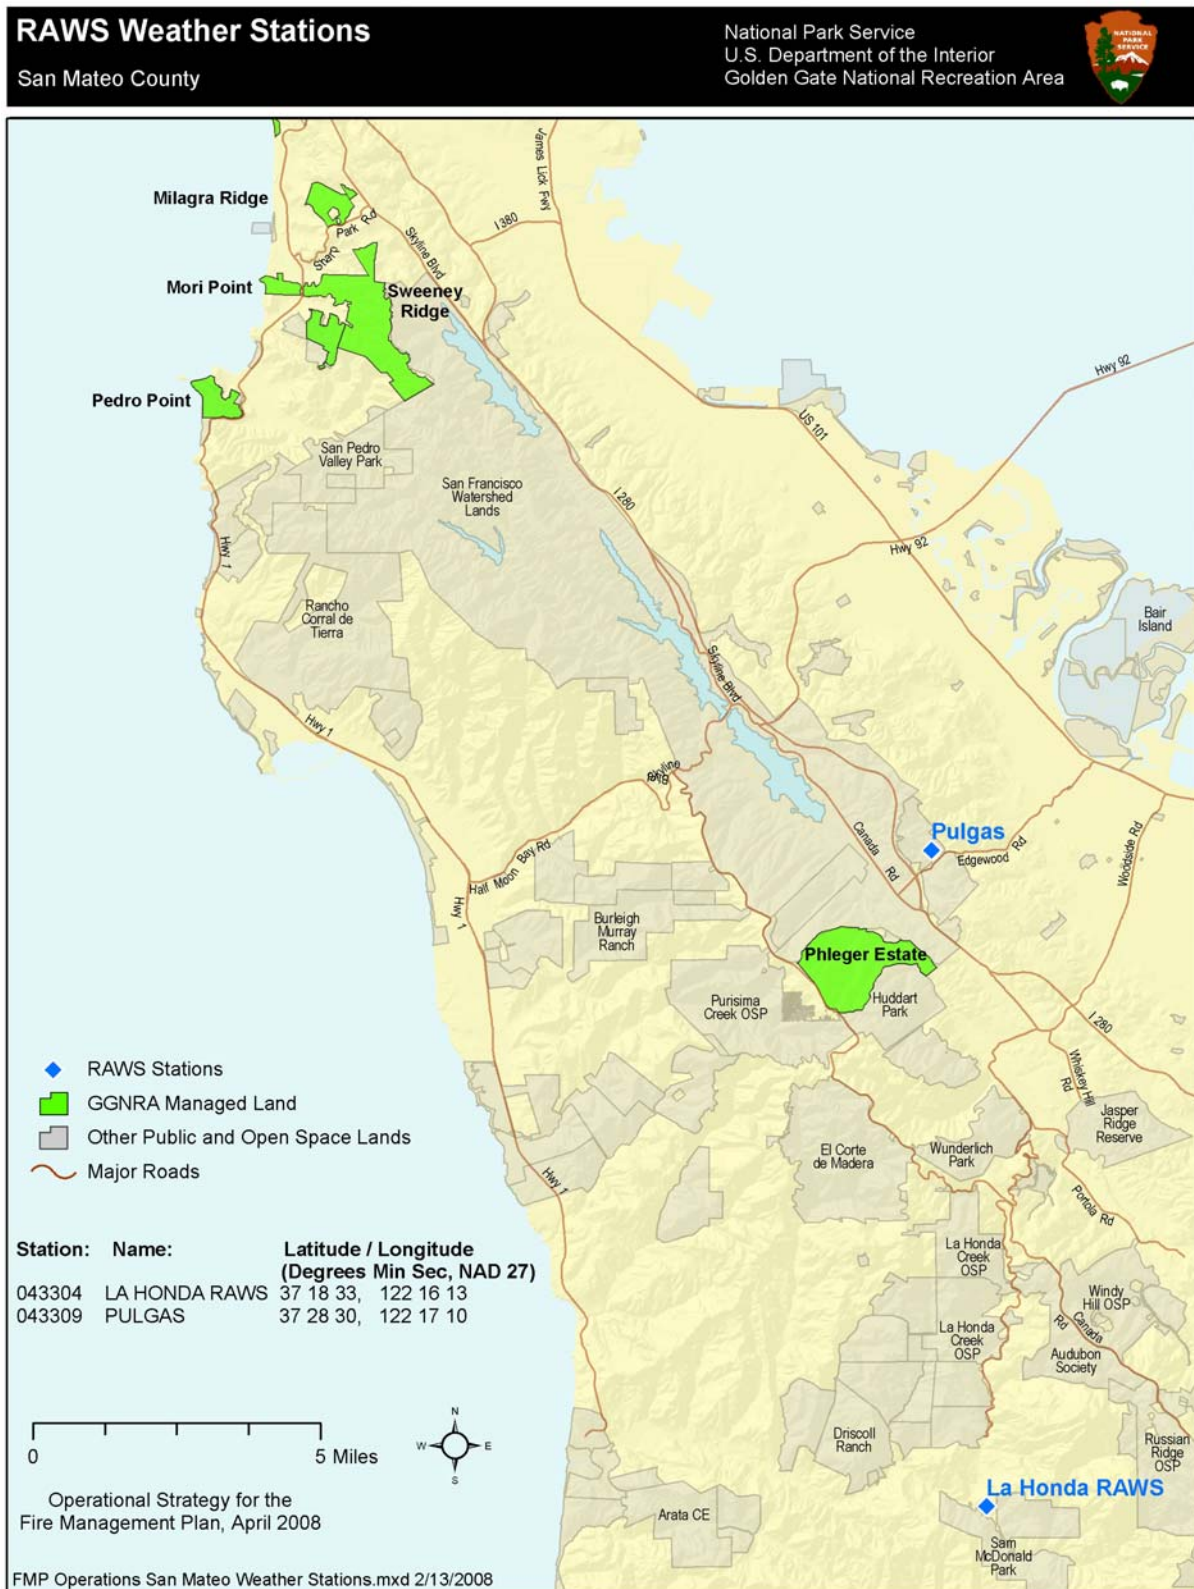 RAWS Weather Stations
San Mateo County
National Park Service
U.S. Department of the Interior
Golden Gate National Recreation Area
NATIONAL
PARK
SERVICE
James Lick Fwy
Milagra Ridge
Sharp Park Rd
Skyline Blvd
I 380
Mori Point
Sweeney
Ridge
Hwy 92
Pedro Point
US 101
San Pedro
Valley Park
San Francisco
Watershed
Lands
I 280
Hwy 92
Hwy 1
Rancho
Corral de
Tierra
Bair
Island
Skyline Blvd
Hwy 1
Skyline
Blvd
Canada Rd
Pulgas
Edgewood Rd
Woodside Rd
Half Moon Bay Rd
Hwy 1
Burleigh
Murray
Ranch
Phleger Estate
Purisima
Creek OSP
Huddart
Park
I 280
Whiskey Hill
Rd
RAWS Stations
GGNRA Managed Land
Other Public and Open Space Lands
Major Roads
Jasper
Ridge
Reserve
El Corte
de Madera
Wunderlich
Park
Hwy 1
Portola Rd
La Honda
Creek
OSP
Windy
Hill OSP
La Honda
Creek
OSP
Canada
Rd
Audubon
Society
Station: Name: Latitude / Longitude
(Degrees Min Sec, NAD 27)
043304 LA HONDA RAWS 37 18 33, 122 16 13
043309 PULGAS 37 28 30, 122 17 10
Driscoll
Ranch
Russian
Ridge
OSP
0 5 Miles
N
W E
S
La Honda RAWS
Arata CE
Sam
McDonald
Park
Operational Strategy for the
Fire Management Plan, April 2008
FMP Operations San Mateo Weather Stations.mxd 2/13/2008